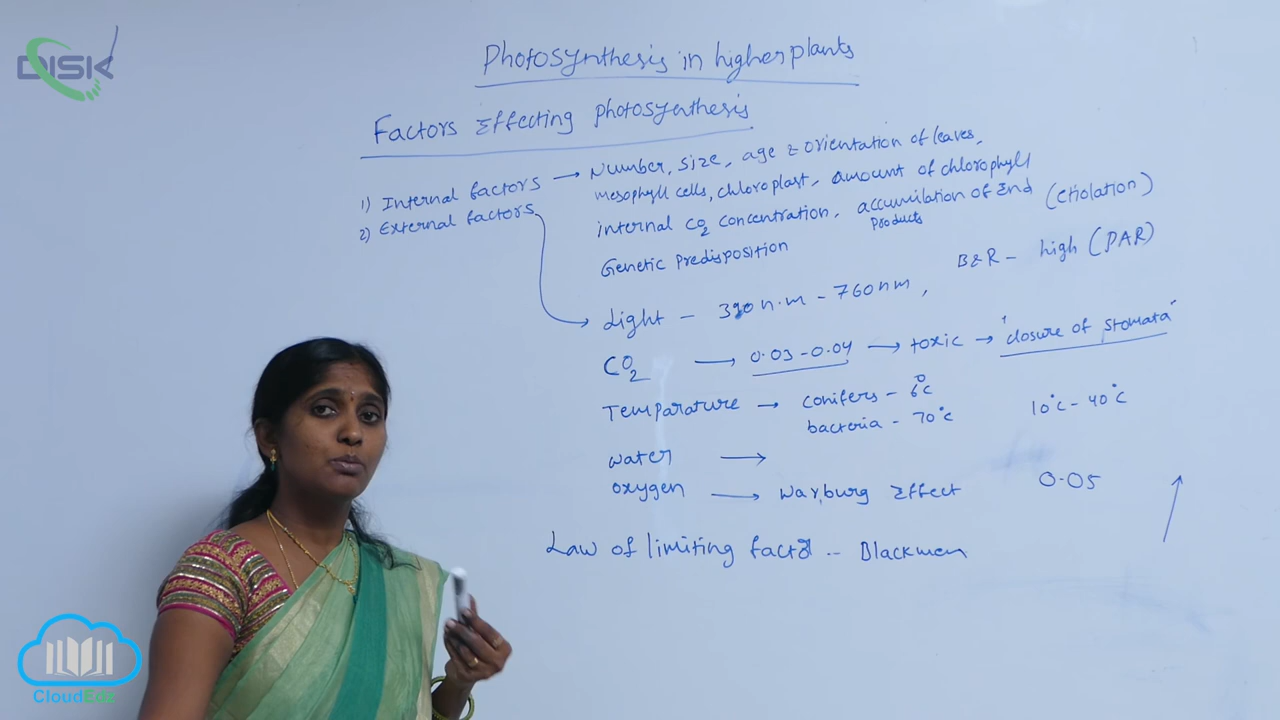 DISK
Photosynthesis in higher plants
Factors Effecting photosynthesis
1) Internal factors → Number, size, age & orientation of leaves,
mesophyll cells, chloroplast, amount of chlorophyll
internal CO2 concentration, accumulation of End products (Etiolation)
Genetic Predisposition
2) External factors
Light - 390 n.m - 760 nm, B&R - high (PAR)
CO2 → 0.03 - 0.04 → toxic → "closure of stomata"
Temparature → conifers - 6°c
bacteria - 70°c 10°c - 40°c
water →
oxygen → Warburg Effect 0.05
Law of limiting factor -- Blackman
CloudEdz